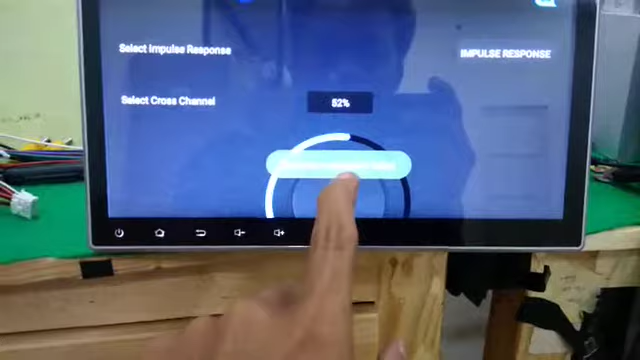 Select Impulse Response
IMPULSE RESPONSE
Select Cross Channel
52%